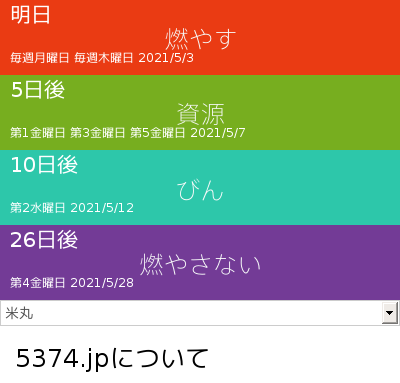 明日
燃やす
毎週月曜日 毎週木曜日 2021/5/3
5日後
資源
第1金曜日 第3金曜日 第5金曜日 2021/5/7
10日後
びん
第2水曜日 2021/5/12
26日後
燃やさない
第4金曜日 2021/5/28
米丸
5374.jpについて